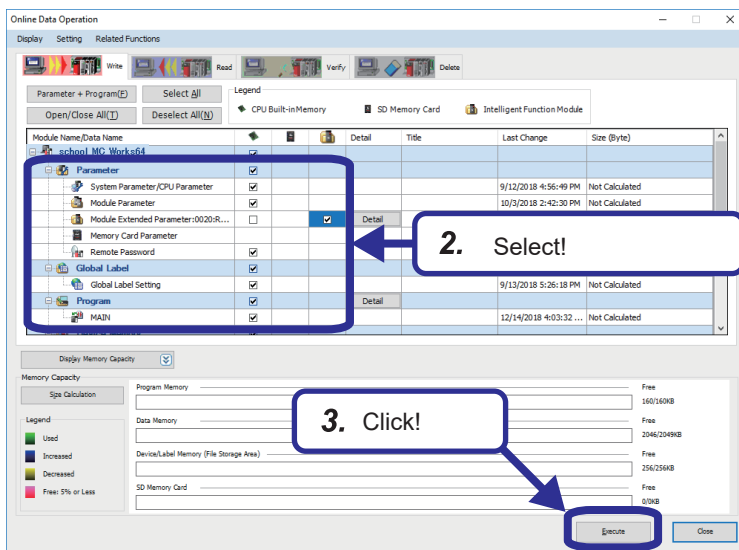 Online Data Operation
Display Setting Related Functions
Write Read Verify Delete
Parameter + Program(F) Select All
Open/Close All(T) Deselect All(N)
Legend
CPU Built-in Memory SD Memory Card Intelligent Function Module
Module Name/Data Name Detail Title Last Change Size (Byte)
school MC Works64
Parameter
System Parameter/CPU Parameter 9/12/2018 4:56:49 PM Not Calculated
Module Parameter 10/3/2018 2:42:30 PM Not Calculated
Module Extended Parameter:0020:R... Detail
Memory Card Parameter
Remote Password
2. Select!
Global Label
Global Label Setting 9/13/2018 5:26:18 PM Not Calculated
Program Detail
MAIN 12/14/2018 4:03:32 ... Not Calculated
Display Memory Capacity
Memory Capacity
Size Calculation
Legend
Used
Increased
Decreased
Free: 5% or Less
Program Memory Free
160/160KB
Data Memory Free
2046/2049KB
Device/Label Memory (File Storage Area) Free
256/256KB
SD Memory Card Free
0/0KB
3. Click!
Execute Close